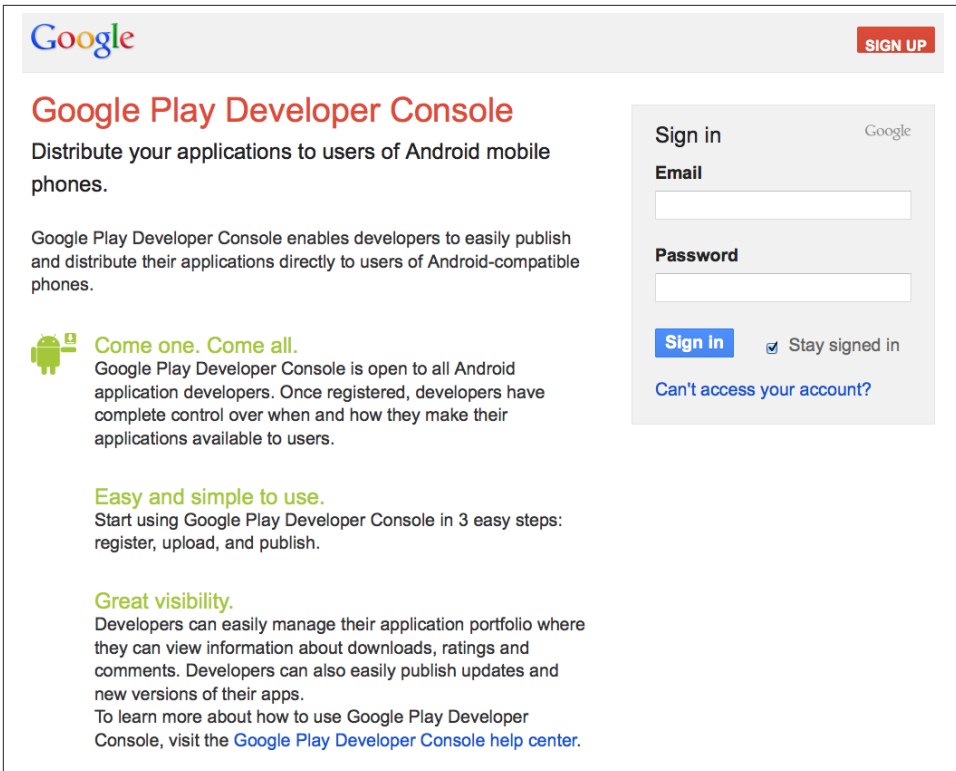 Google
SIGN UP
Google Play Developer Console
Distribute your applications to users of Android mobile
phones.
Google Play Developer Console enables developers to easily publish
and distribute their applications directly to users of Android-compatible
phones.
Come one. Come all.
Google Play Developer Console is open to all Android
application developers. Once registered, developers have
complete control over when and how they make their
applications available to users.
Easy and simple to use.
Start using Google Play Developer Console in 3 easy steps:
register, upload, and publish.
Great visibility.
Developers can easily manage their application portfolio where
they can view information about downloads, ratings and
comments. Developers can also easily publish updates and
new versions of their apps.
To learn more about how to use Google Play Developer
Console, visit the Google Play Developer Console help center.
Sign in
Google
Email
Password
Sign in
Stay signed in
Can't access your account?